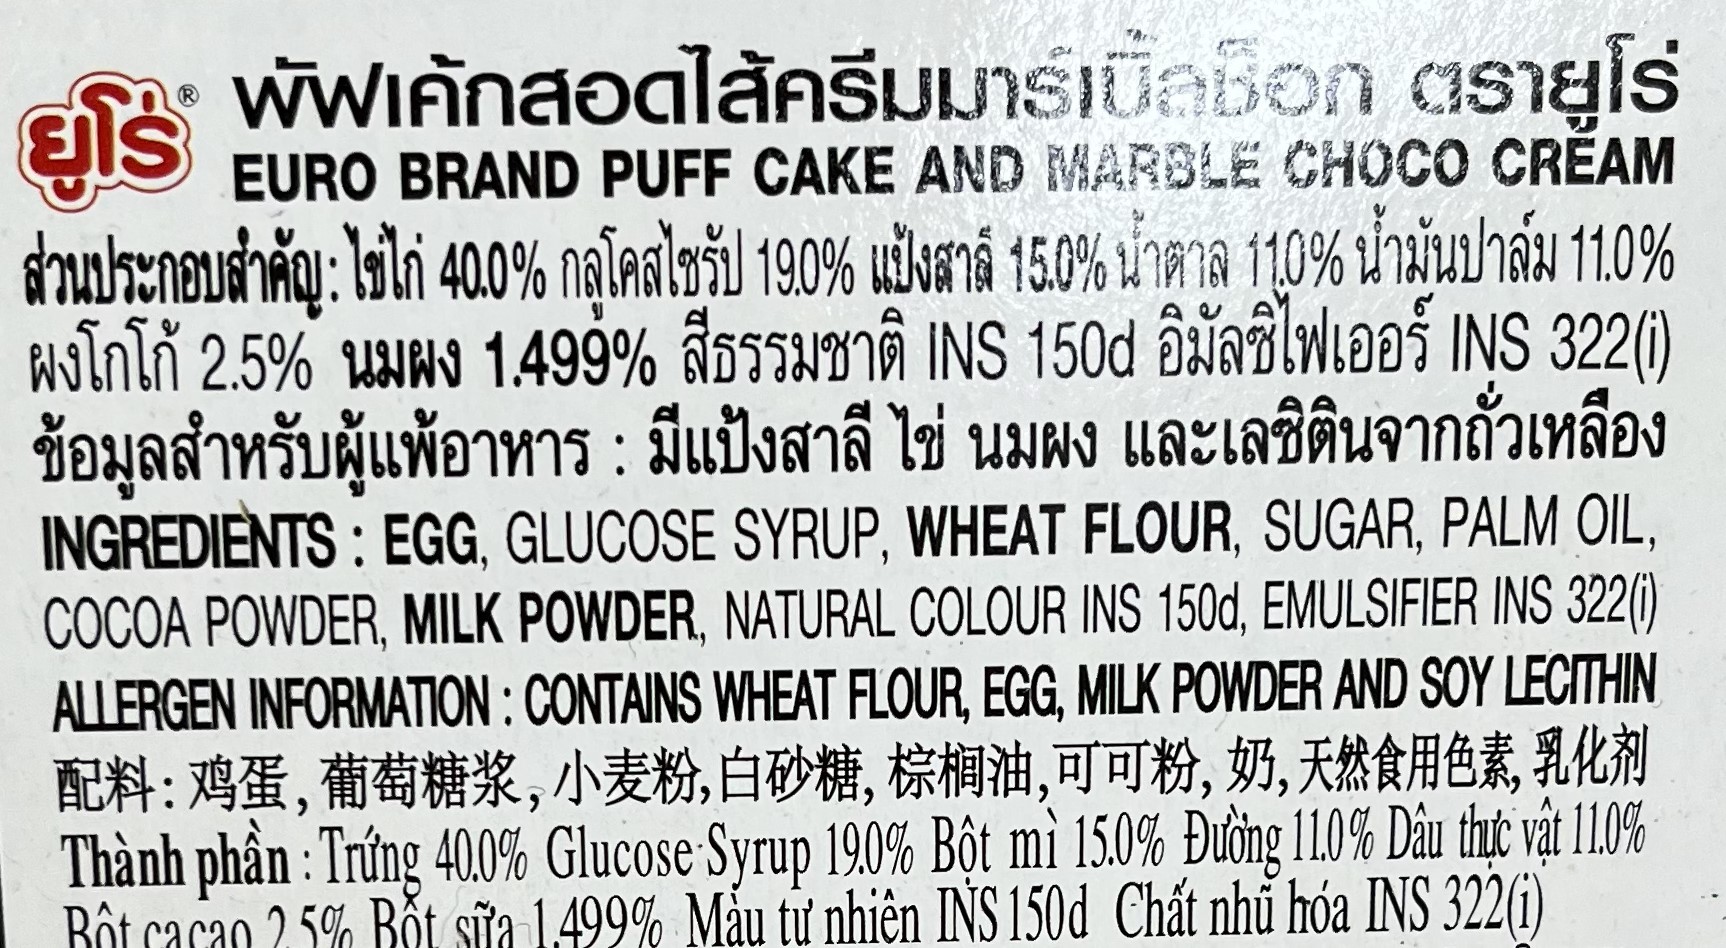 ยูโร่® พัฟเค้กสอดไส้ครีมมาร์เบิ้ลช็อก ตรายูโร่
EURO BRAND PUFF CAKE AND MARBLE CHOCO CREAM
ส่วนประกอบสำคัญ : ไข่ไก่ 40.0% กลูโคสไซรัป 19.0% แป้งสาลี 15.0% น้ำตาล 11.0% น้ำมันปาล์ม 11.0%
ผงโกโก้ 2.5% นมผง 1.499% สีธรรมชาติ INS 150d อิมัลซิไฟเออร์ INS 322(i)
ข้อมูลสำหรับผู้แพ้อาหาร : มีแป้งสาลี ไข่ นมผง และเลซิตินจากถั่วเหลือง
INGREDIENTS : EGG, GLUCOSE SYRUP, WHEAT FLOUR, SUGAR, PALM OIL,
COCOA POWDER, MILK POWDER, NATURAL COLOUR INS 150d, EMULSIFIER INS 322(i)
ALLERGEN INFORMATION : CONTAINS WHEAT FLOUR, EGG, MILK POWDER AND SOY LECITHIN
配料: 鸡蛋, 葡萄糖浆, 小麦粉, 白砂糖, 棕榈油, 可可粉, 奶, 天然食用色素, 乳化剂
Thành phần : Trứng 40.0% Glucose Syrup 19.0% Bột mì 15.0% Đường 11.0% Dầu thực vật 11.0%
Bột cacao 2.5% Bột sữa 1.499% Màu tự nhiên INS 150d Chất nhũ hóa INS 322(i)